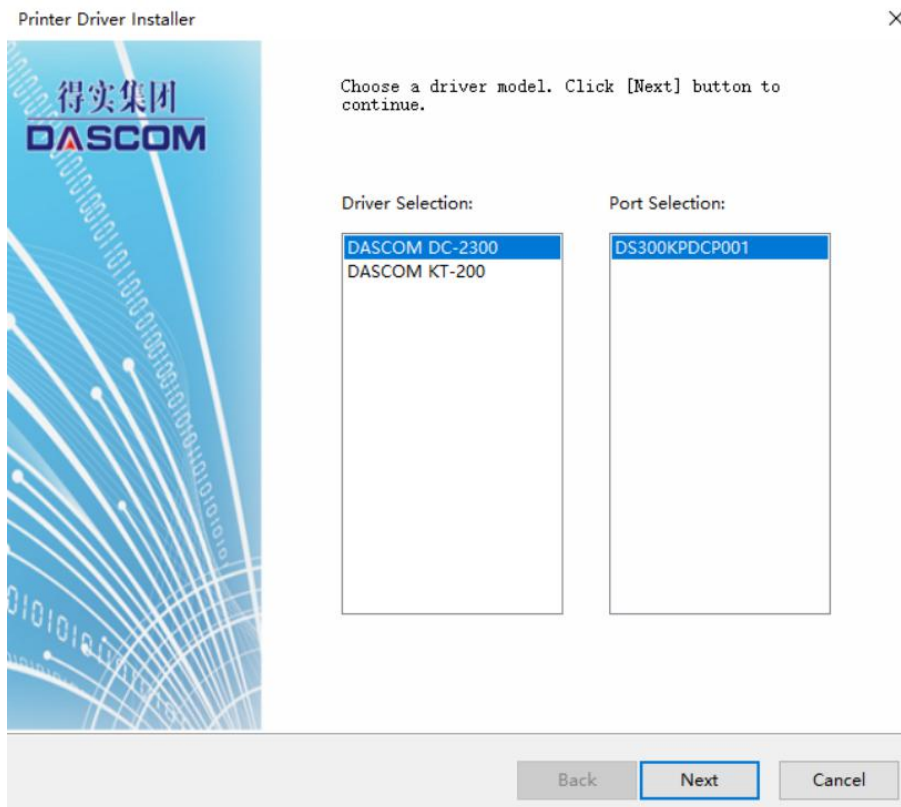 Printer Driver Installer
得实集团
DASCOM
Choose a driver model. Click [Next] button to
continue.
Driver Selection:
Port Selection:
DASCOM DC-2300
DASCOM KT-200
DS300KPDCP001
Back
Next
Cancel